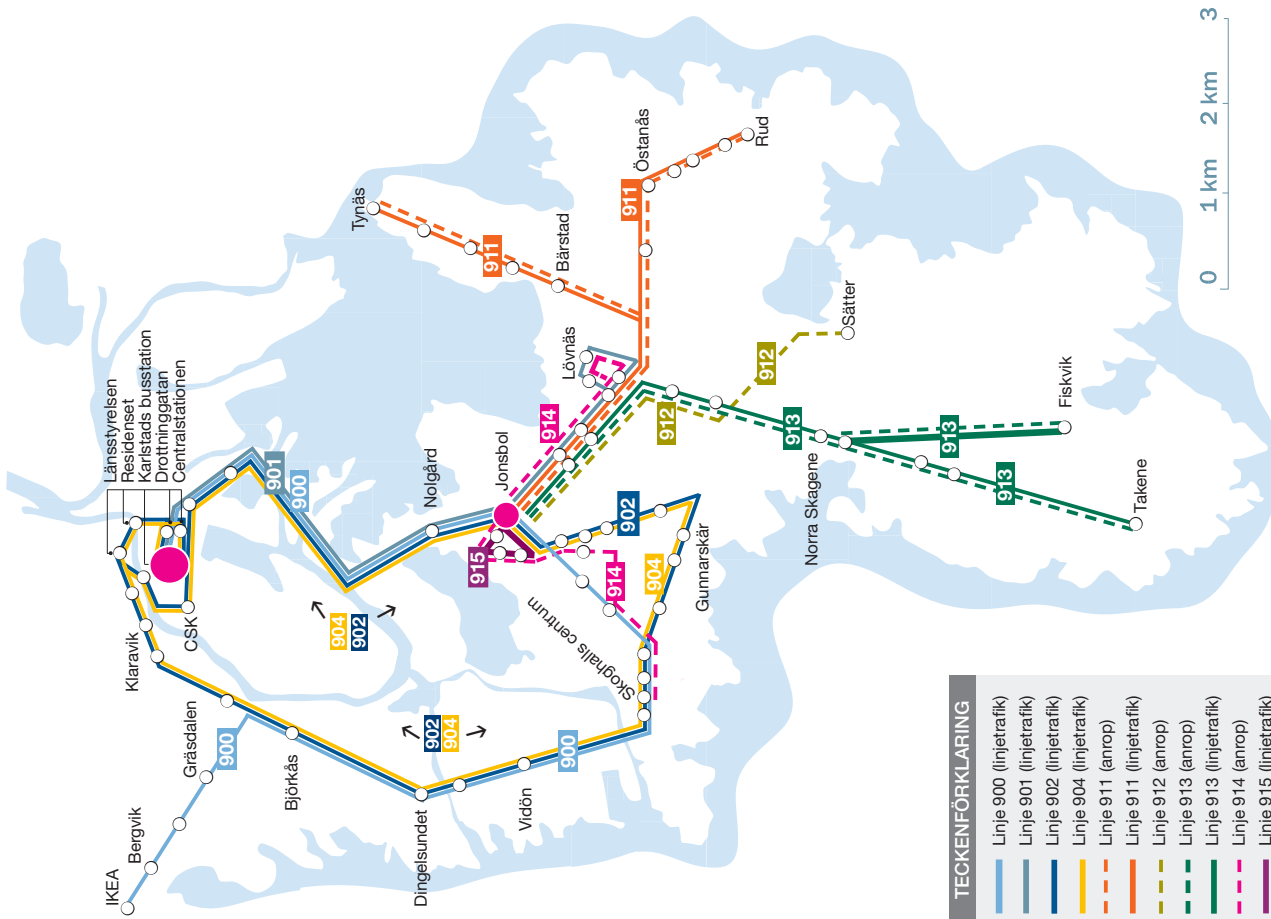 Länsstyrelsen
Residenset
Karlstads busstation
Drottninggatan
Centralstationen
Klaravik
CSK
901
900
904
902
Nolgård
Jonsbol
915
914
Lövnäs
Tynäs
911
Bärstad
911
Östanås
Rud
912
912
Sätter
913
Norra Skagene
913
Fiskvik
913
Takene
902
904
Gunnarskär
914
Skoghalls centrum
IKEA
Bergvik
Gräsdalen
900
Björkås
902
904
Dingelsundet
900
Vidön
0 1 km 2 km 3
TECKENFÖRKLARING
Linje 900 (linjetrafik)
Linje 901 (linjetrafik)
Linje 902 (linjetrafik)
Linje 904 (linjetrafik)
Linje 911 (anrop)
Linje 911 (linjetrafik)
Linje 912 (anrop)
Linje 913 (anrop)
Linje 913 (linjetrafik)
Linje 914 (anrop)
Linje 915 (linjetrafik)